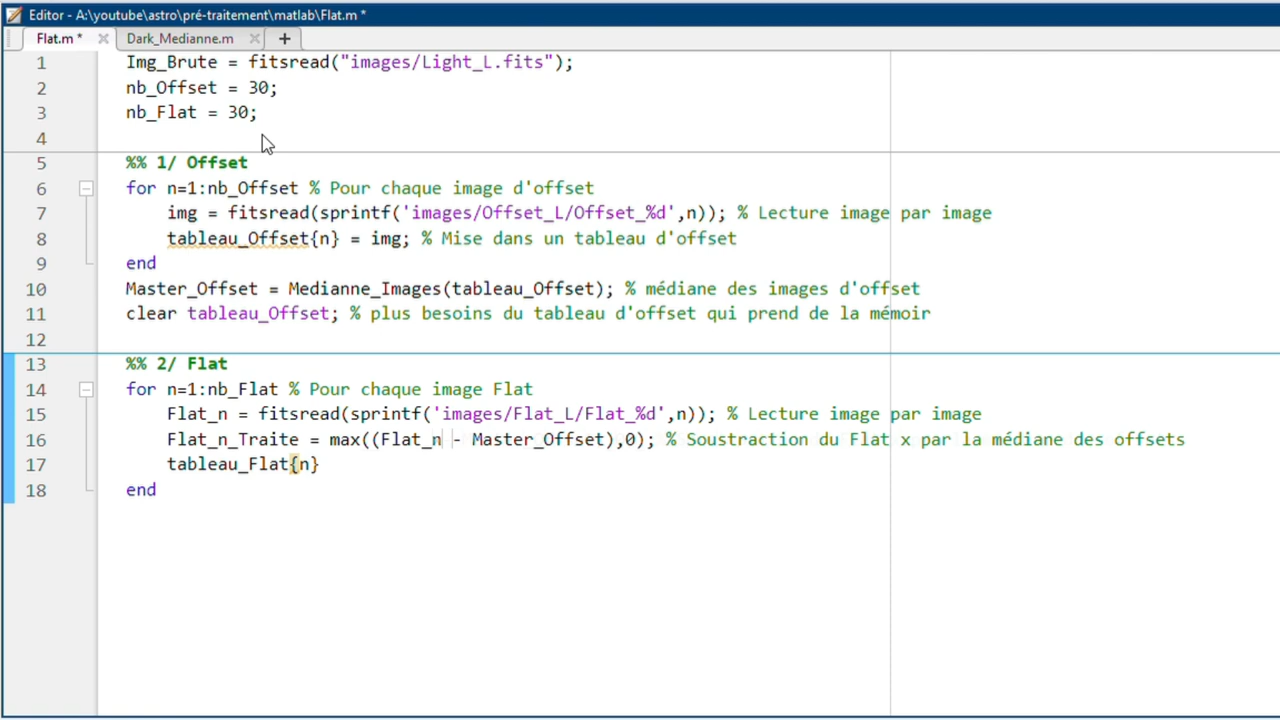 Editor - A:\youtube\astro\pré-traitement\matlab\Flat.m *
Flat.m * Dark_Medianne.m
1 Img_Brute = fitsread("images/Light_L.fits");
2 nb_Offset = 30;
3 nb_Flat = 30;
4
5 %% 1/ Offset
6 for n=1:nb_Offset % Pour chaque image d'offset
7 img = fitsread(sprintf('images/Offset_L/Offset_%d',n)); % Lecture image par image
8 tableau_Offset{n} = img; % Mise dans un tableau d'offset
9 end
10 Master_Offset = Medianne_Images(tableau_Offset); % médiane des images d'offset
11 clear tableau_Offset; % plus besoins du tableau d'offset qui prend de la mémoir
12
13 %% 2/ Flat
14 for n=1:nb_Flat % Pour chaque image Flat
15 Flat_n = fitsread(sprintf('images/Flat_L/Flat_%d',n)); % Lecture image par image
16 Flat_n_Traite = max((Flat_n - Master_Offset),0); % Soustraction du Flat x par la médiane des offsets
17 tableau_Flat{n}
18 end